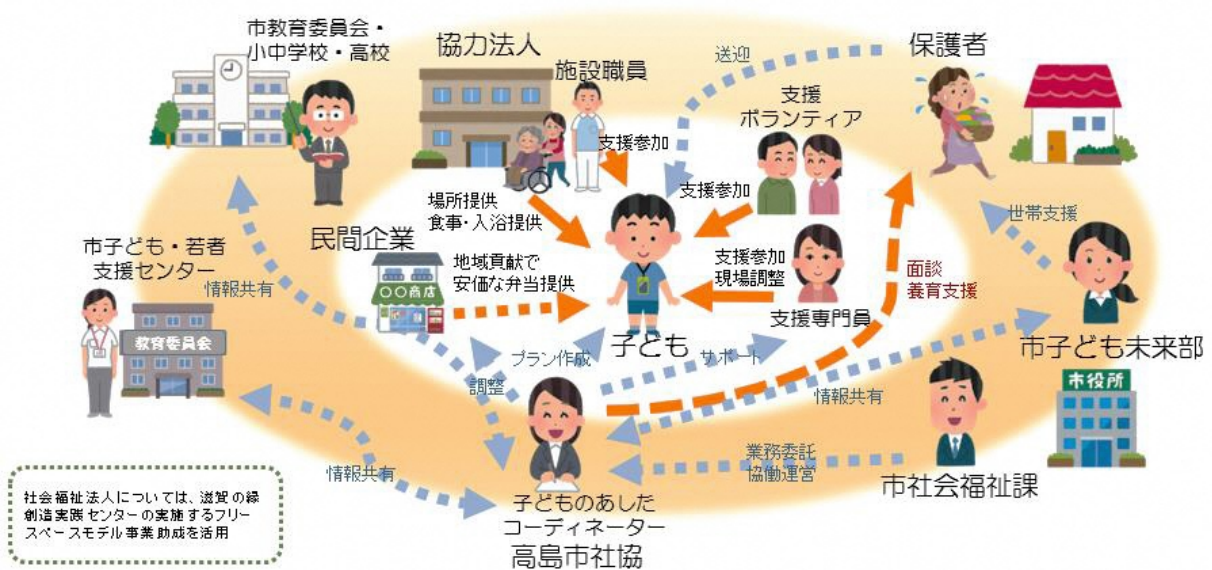 市教育委員会・
小中学校・高校
協力法人
施設職員
送迎
保護者
支援
ボランティア
支援参加
支援参加
場所提供
食事・入浴提供
世帯支援
民間企業
市子ども・若者
支援センター
支援参加
現場調整
地域貢献で
安価な弁当提供
面談
養育支援
情報共有
〇〇商店
支援専門員
教育委員会
子ども
市子ども未来部
プラン作成
サポート
調整
市役所
情報共有
業務委託
協働運営
情報共有
市社会福祉課
社会福祉法人については、滋賀の縁
創造実践センターの実施するフリー
スペースモデル事業助成を活用
子どものあした
コーディネーター
高島市社協